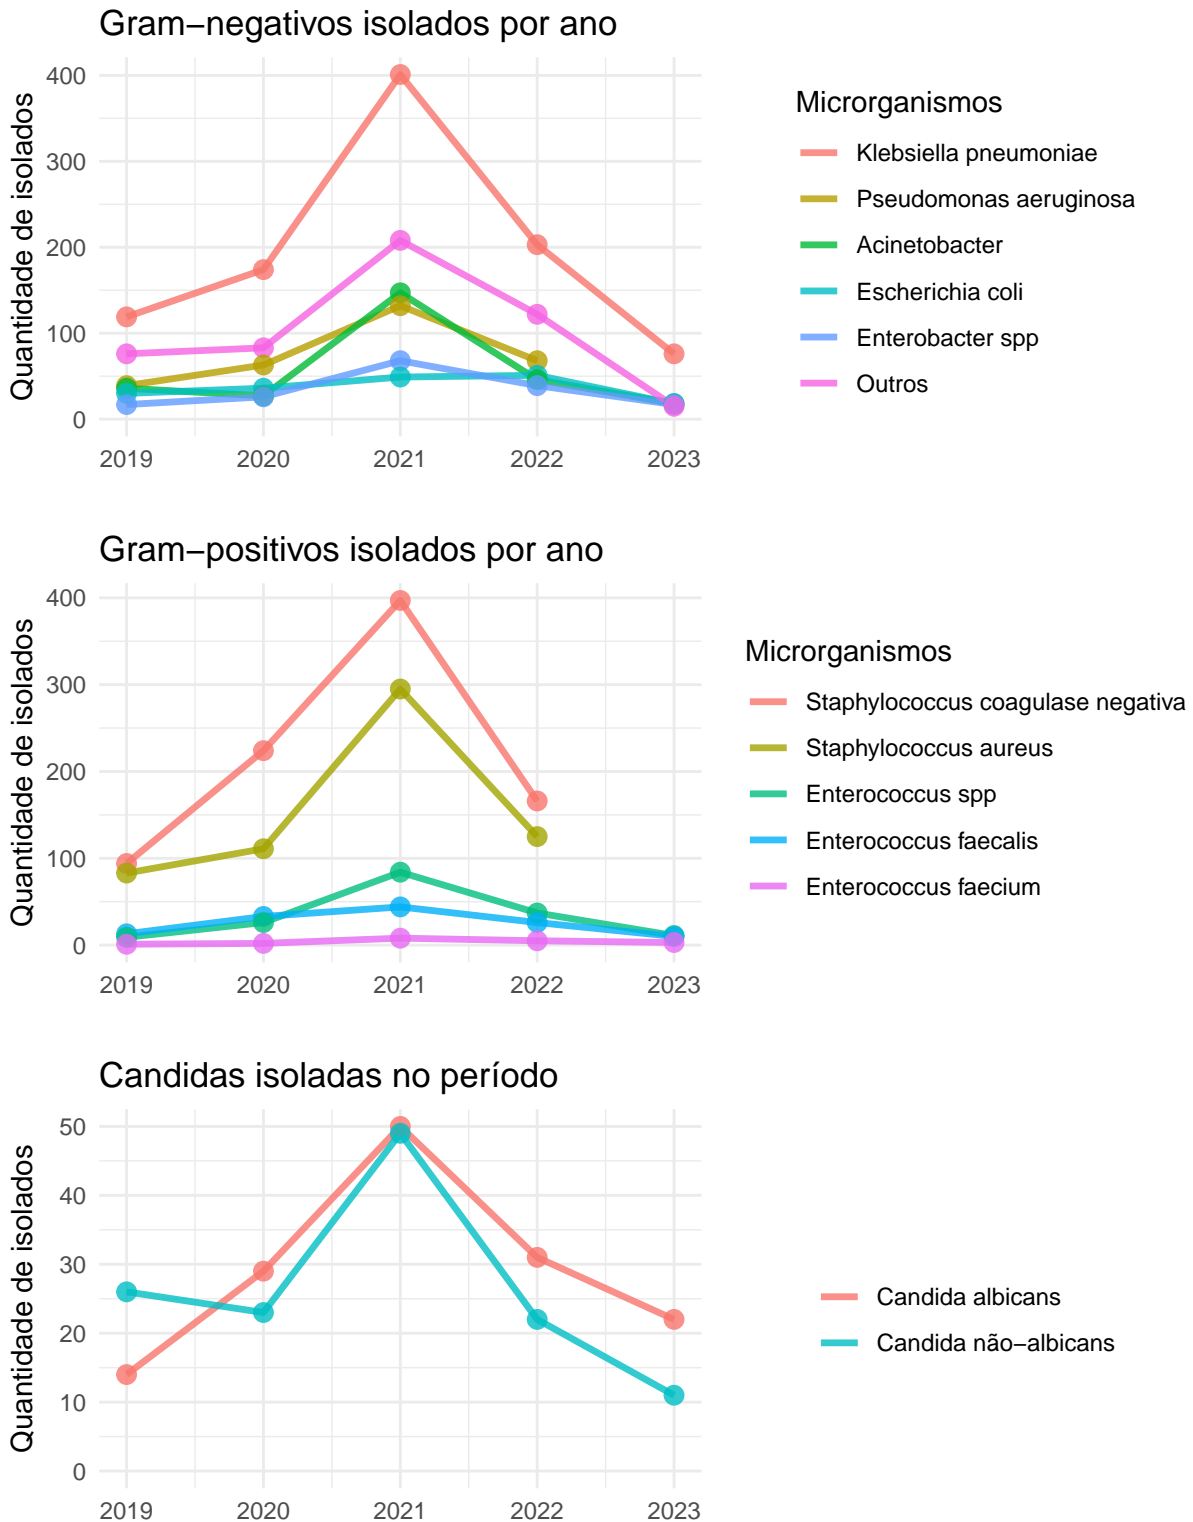 Gram−negativos isolados por ano
Quantidade de isolados
400
300
200
100
0
2019 2020 2021 2022 2023
Microrganismos
Klebsiella pneumoniae
Pseudomonas aeruginosa
Acinetobacter
Escherichia coli
Enterobacter spp
Outros
Gram−positivos isolados por ano
Quantidade de isolados
400
300
200
100
0
2019 2020 2021 2022 2023
Microrganismos
Staphylococcus coagulase negativa
Staphylococcus aureus
Enterococcus spp
Enterococcus faecalis
Enterococcus faecium
Candidas isoladas no período
Quantidade de isolados
50
40
30
20
10
0
2019 2020 2021 2022 2023
Candida albicans
Candida não−albicans